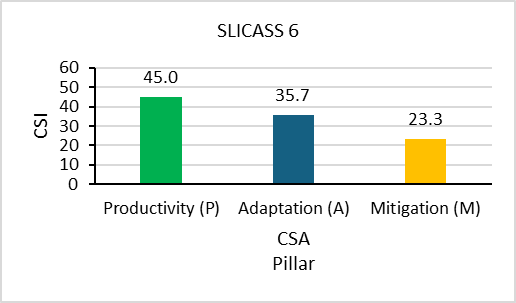 SLICASS 6
CSI
60
50
40
30
20
10
0
45.0
35.7
23.3
Productivity (P)
Adaptation (A)
Mitigation (M)
CSA
Pillar